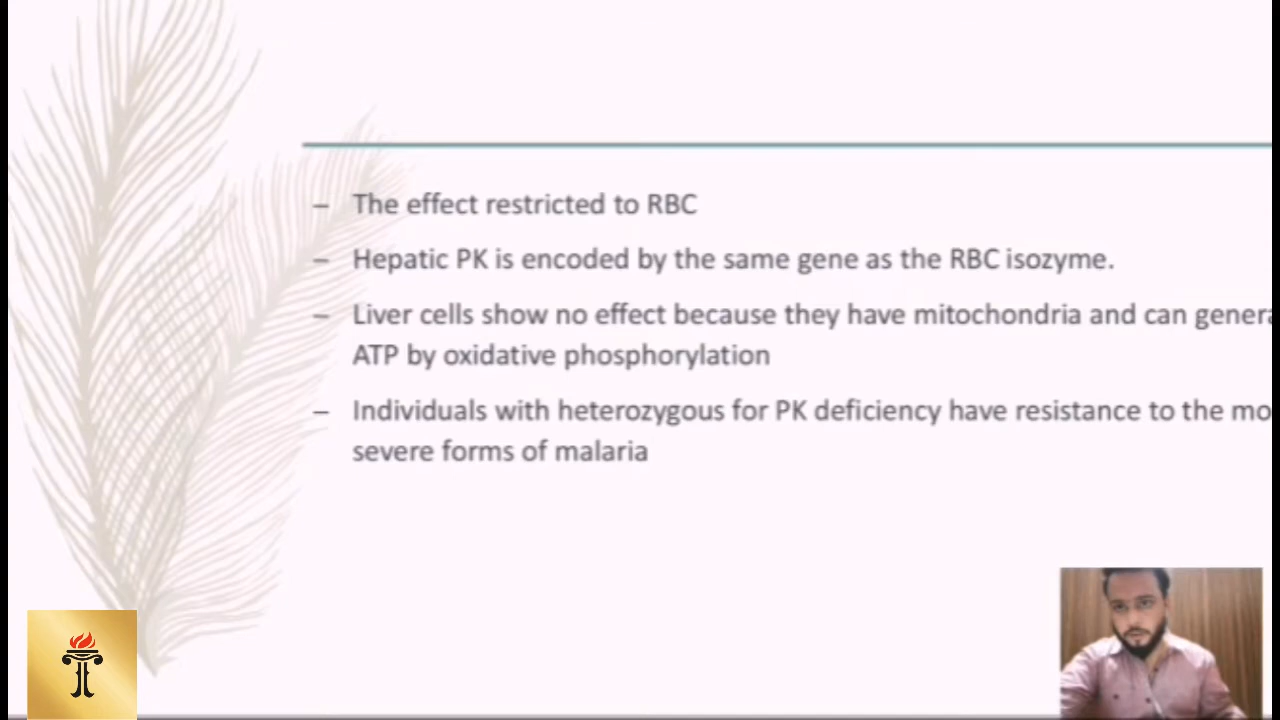 – The effect restricted to RBC
– Hepatic PK is encoded by the same gene as the RBC isozyme.
– Liver cells show no effect because they have mitochondria and can genera
ATP by oxidative phosphorylation
– Individuals with heterozygous for PK deficiency have resistance to the mo
severe forms of malaria